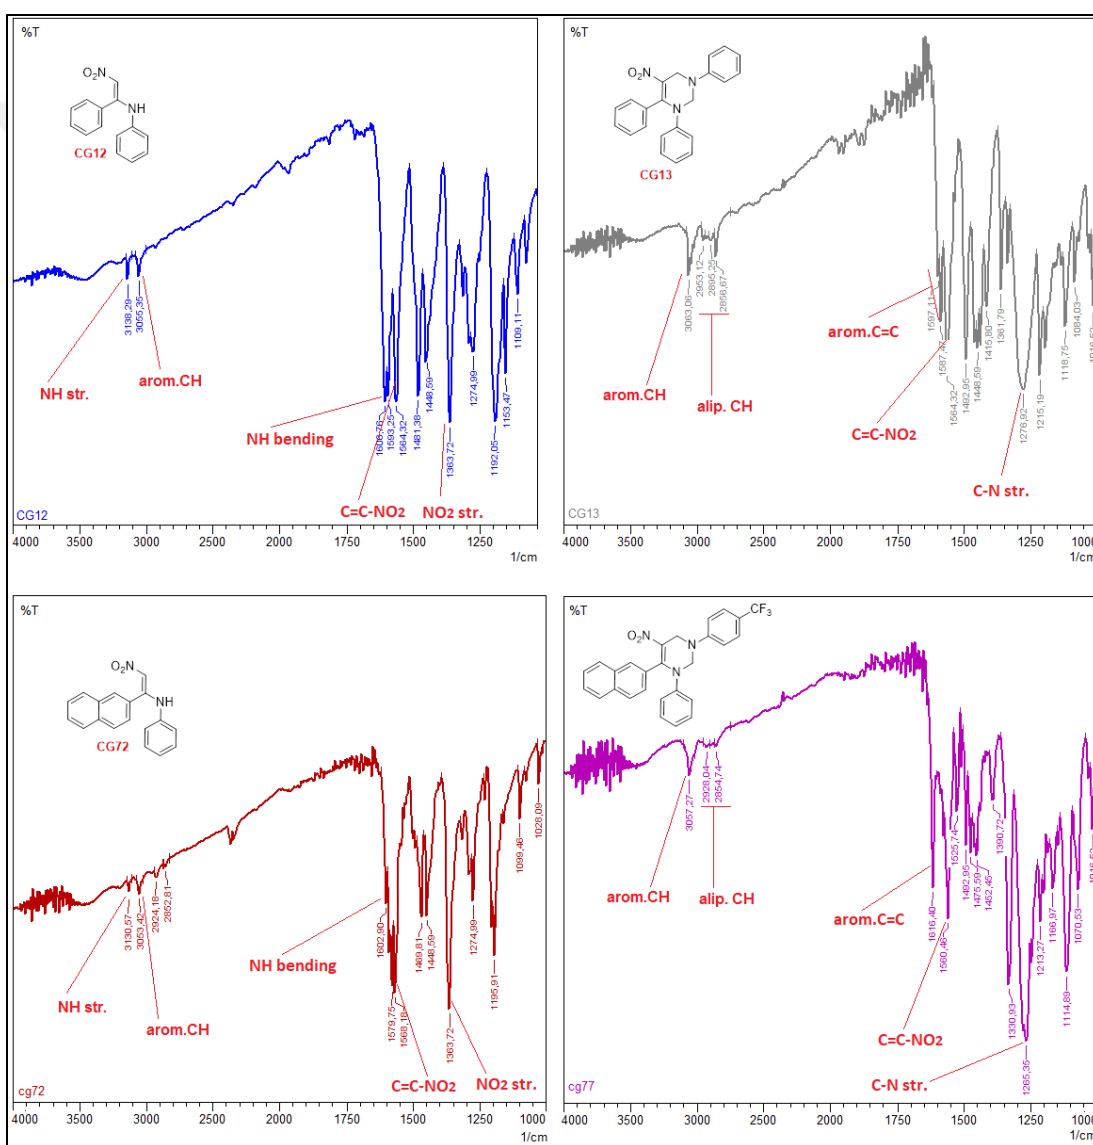 %T
O₂N
NH
CG12
3138,29
3055,35
NH str.
arom.CH
NH bending
1593,25
1564,32
1481,38
1448,59
1363,72
1274,99
1192,05
1153,47
1109,11
C=C-NO2
NO2 str.
CG12
4000 3500 3000 2500 2000 1750 1500 1250
1/cm
%T
O₂N
N
N
CG13
3063,06
2953,12
2895,25
2856,67
arom.CH
alip. CH
arom.C=C
1597,11
1587,47
1564,32
1492,95
1448,59
1415,80
1361,79
1276,92
1215,19
1118,75
1084,03
C=C-NO2
C-N str.
CG13
4000 3500 3000 2500 2000 1750 1500 1250 1000
1/cm
%T
O₂N
NH
CG72
3130,57
3053,42
2924,18
2852,81
NH str.
arom.CH
NH bending
1602,90
1579,75
1568,18
1469,81
1448,59
1363,72
1274,99
1195,91
1099,46
1028,09
C=C-NO2
NO2 str.
cg72
4000 3500 3000 2500 2000 1750 1500 1250 1000
1/cm
%T
CF₃
O₂N
N
N
3057,27
2928,04
2854,74
arom.CH
alip. CH
arom.C=C
1616,40
1560,46
1525,74
1492,95
1475,59
1452,45
1390,72
1330,93
1265,35
1213,27
1166,97
1114,89
1070,53
C=C-NO2
C-N str.
cg77
4000 3500 3000 2500 2000 1750 1500 1250 1000
1/cm